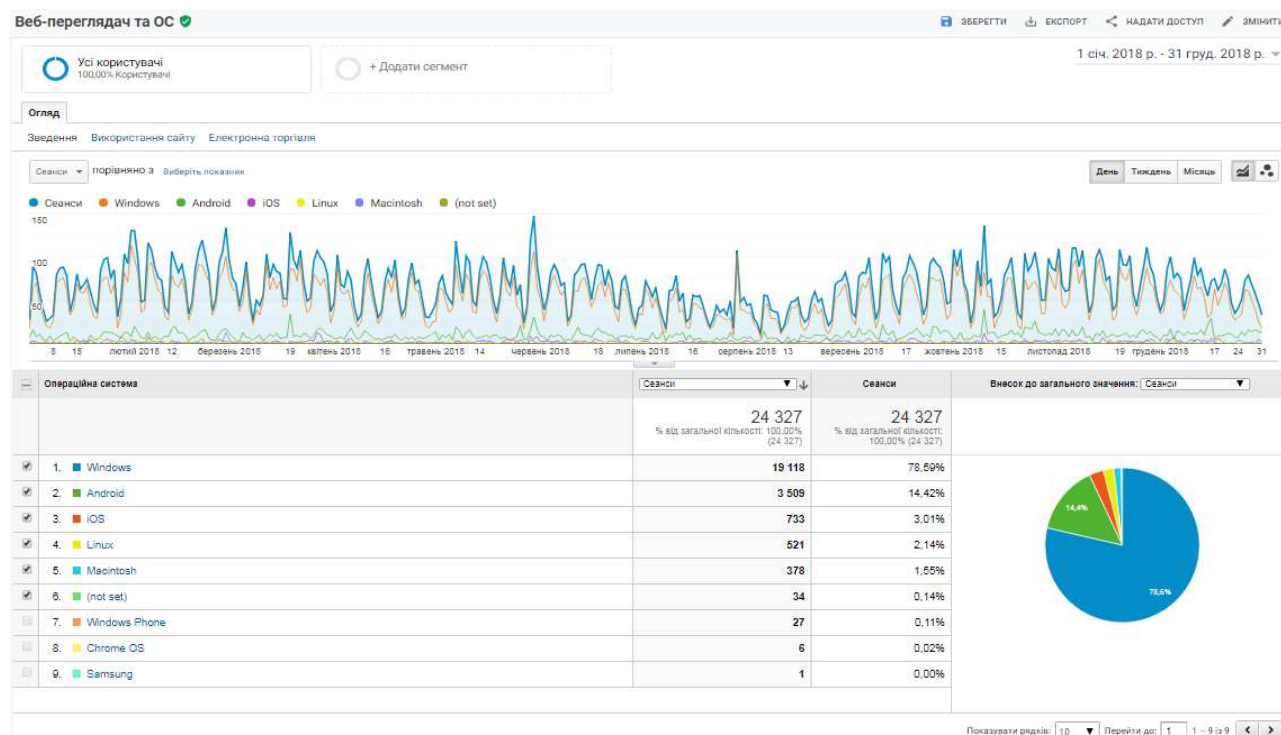 Веб-переглядач та ОС
ЗБЕРЕГТИ ЕКСПОРТ НАДАТИ ДОСТУП ЗМІНИТИ
1 січ. 2018 р. - 31 груд. 2018 р.
Усі користувачі
100,00% Користувачі
+ Додати сегмент
Огляд
Зведення Використання сайту Електронна торгівля
Сеанси порівняно з Виберіть показник
День Тиждень Місяць
Сеанси Windows Android iOS Linux Macintosh (not set)
150
100
50
8 15 лютий 2018 12 березень 2018 19 квітень 2018 16 травень 2018 14 червень 2018 18 липень 2018 16 серпень 2018 13 вересень 2018 17 жовтень 2018 15 листопад 2018 19 грудень 2018 17 24 31
Операційна система Сеанси Сеанси Внесок до загального значення: Сеанси
24 327 24 327
% від загальної кількості: 100,00% % від загальної кількості:
(24 327) 100,00% (24 327)
1. Windows 19 118 78,59%
2. Android 3 509 14,42%
3. iOS 733 3,01%
4. Linux 521 2,14%
5. Macintosh 378 1,55%
6. (not set) 34 0,14%
7. Windows Phone 27 0,11%
8. Chrome OS 6 0,02%
9. Samsung 1 0,00%
14,4%
78,6%
Показувати рядків: 10 Перейти до: 1 1 – 9 із 9